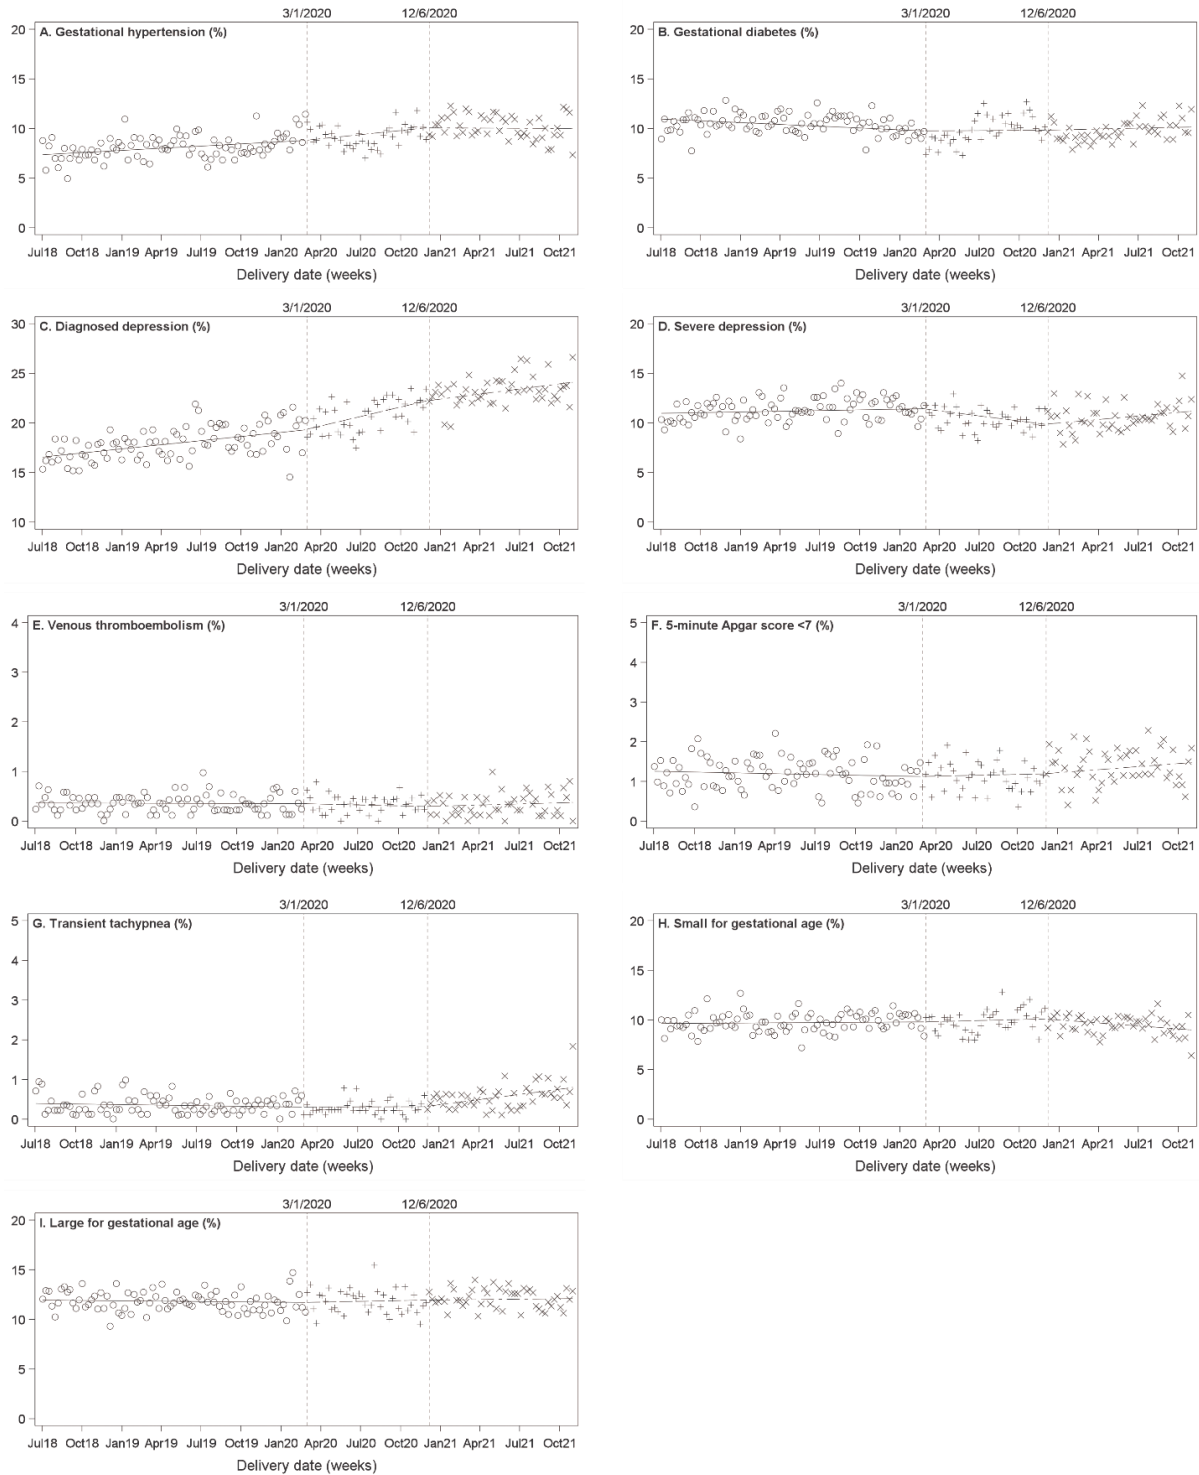 3/1/2020 12/6/2020
A. Gestational hypertension (%)
20
15
10
5
0
Jul18 Oct18 Jan19 Apr19 Jul19 Oct19 Jan20 Apr20 Jul20 Oct20 Jan21 Apr21 Jul21 Oct21
Delivery date (weeks)
3/1/2020 12/6/2020
B. Gestational diabetes (%)
20
15
10
5
0
Jul18 Oct18 Jan19 Apr19 Jul19 Oct19 Jan20 Apr20 Jul20 Oct20 Jan21 Apr21 Jul21 Oct21
Delivery date (weeks)
3/1/2020 12/6/2020
C. Diagnosed depression (%)
30
25
20
15
10
Jul18 Oct18 Jan19 Apr19 Jul19 Oct19 Jan20 Apr20 Jul20 Oct20 Jan21 Apr21 Jul21 Oct21
Delivery date (weeks)
3/1/2020 12/6/2020
D. Severe depression (%)
20
15
10
5
0
Jul18 Oct18 Jan19 Apr19 Jul19 Oct19 Jan20 Apr20 Jul20 Oct20 Jan21 Apr21 Jul21 Oct21
Delivery date (weeks)
3/1/2020 12/6/2020
E. Venous thromboembolism (%)
4
3
2
1
0
Jul18 Oct18 Jan19 Apr19 Jul19 Oct19 Jan20 Apr20 Jul20 Oct20 Jan21 Apr21 Jul21 Oct21
Delivery date (weeks)
3/1/2020 12/6/2020
F. 5-minute Apgar score <7 (%)
5
4
3
2
1
0
Jul18 Oct18 Jan19 Apr19 Jul19 Oct19 Jan20 Apr20 Jul20 Oct20 Jan21 Apr21 Jul21 Oct21
Delivery date (weeks)
3/1/2020 12/6/2020
G. Transient tachypnea (%)
5
4
3
2
1
0
Jul18 Oct18 Jan19 Apr19 Jul19 Oct19 Jan20 Apr20 Jul20 Oct20 Jan21 Apr21 Jul21 Oct21
Delivery date (weeks)
3/1/2020 12/6/2020
H. Small for gestational age (%)
20
15
10
5
0
Jul18 Oct18 Jan19 Apr19 Jul19 Oct19 Jan20 Apr20 Jul20 Oct20 Jan21 Apr21 Jul21 Oct21
Delivery date (weeks)
3/1/2020 12/6/2020
I. Large for gestational age (%)
20
15
10
5
0
Jul18 Oct18 Jan19 Apr19 Jul19 Oct19 Jan20 Apr20 Jul20 Oct20 Jan21 Apr21 Jul21 Oct21
Delivery date (weeks)